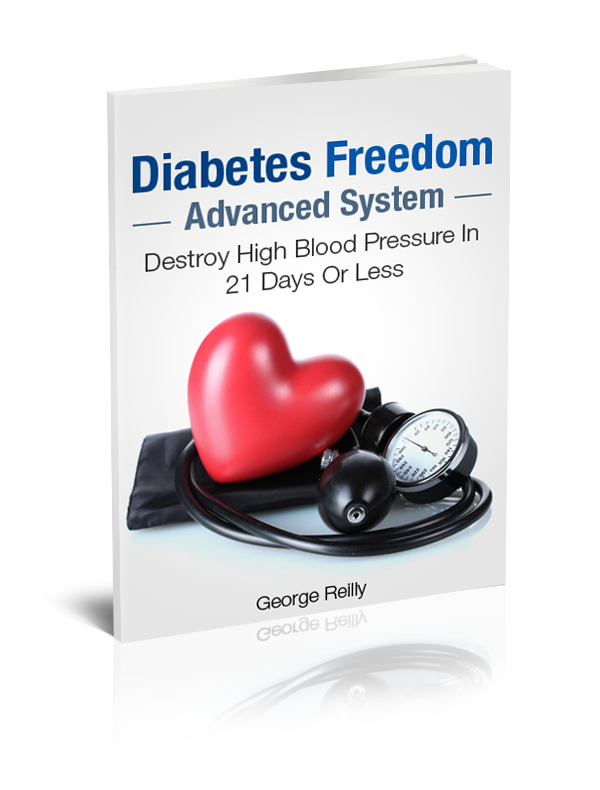 Diabetes Freedom
Advanced System
Destroy High Blood Pressure In
21 Days Or Less
George Reilly